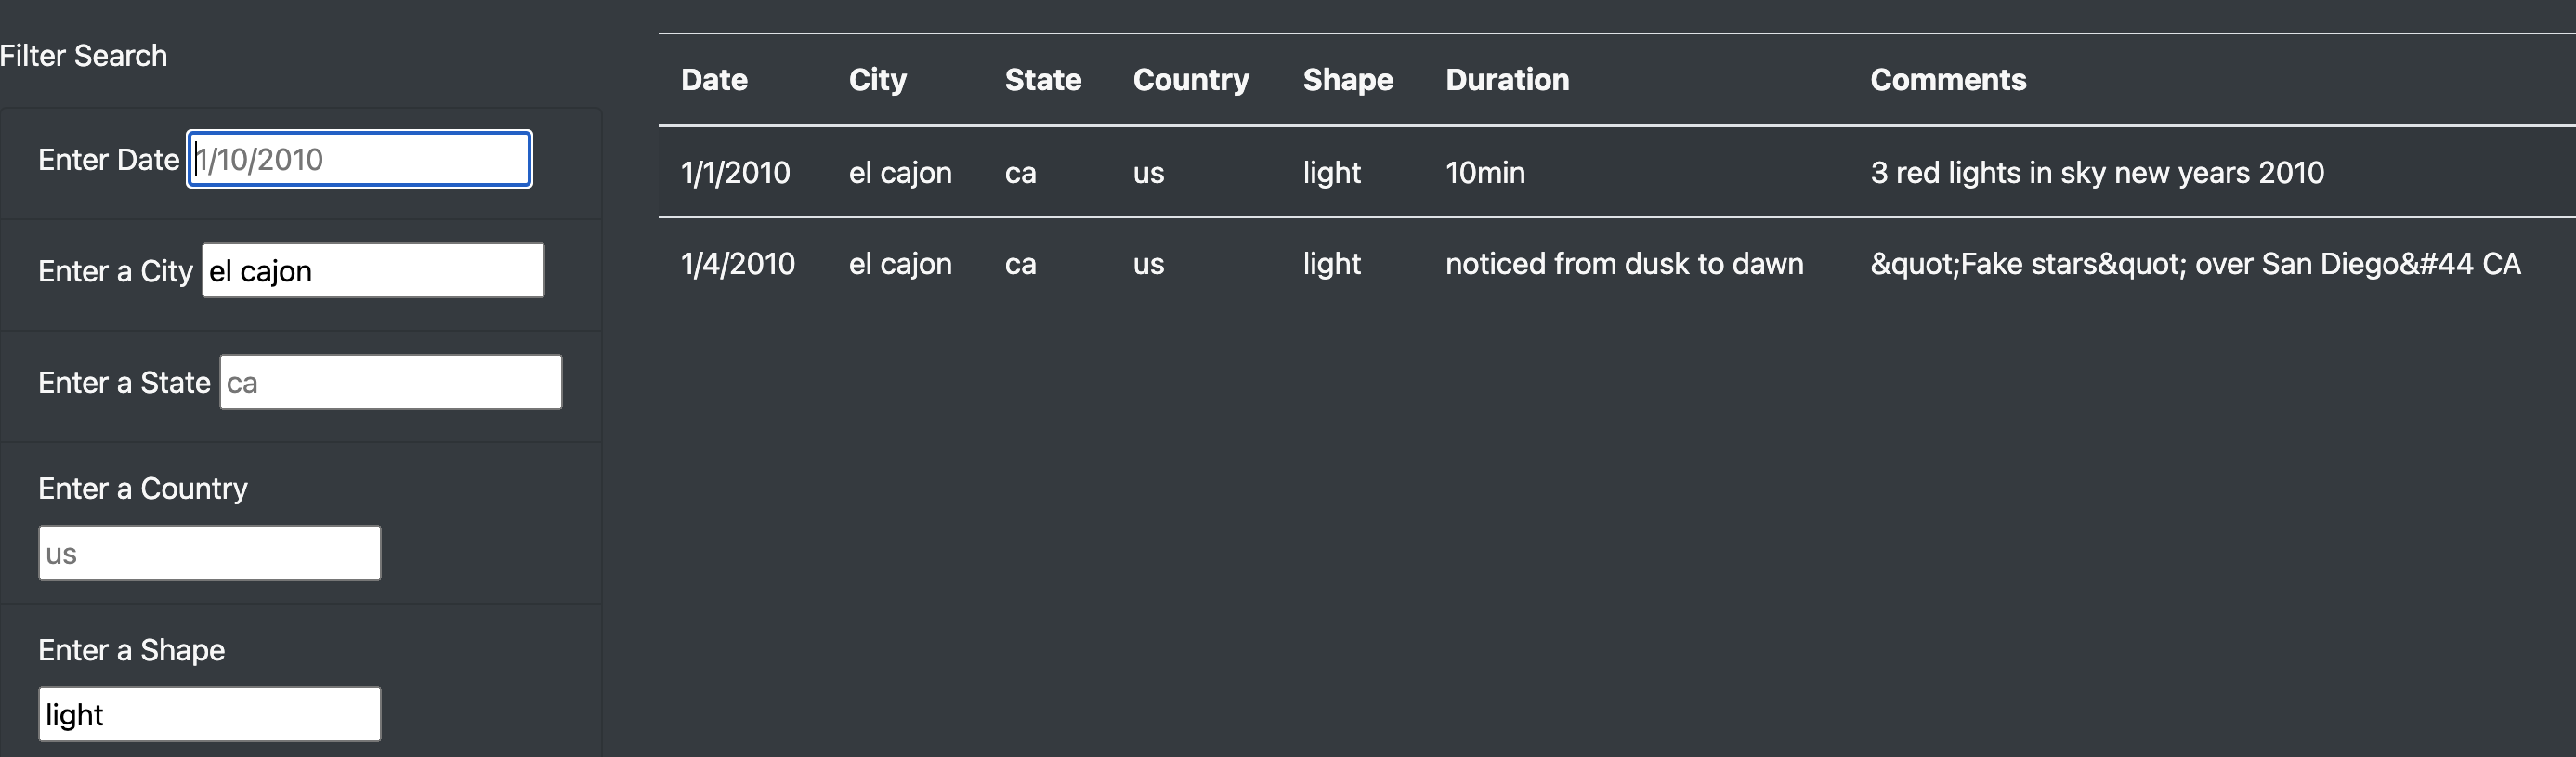 Filter Search
Enter Date 1/10/2010
Enter a City el cajon
Enter a State ca
Enter a Country
us
Enter a Shape
light
Date City State Country Shape Duration Comments
1/1/2010 el cajon ca us light 10min 3 red lights in sky new years 2010
1/4/2010 el cajon ca us light noticed from dusk to dawn &quot;Fake stars&quot; over San Diego&#44 CA